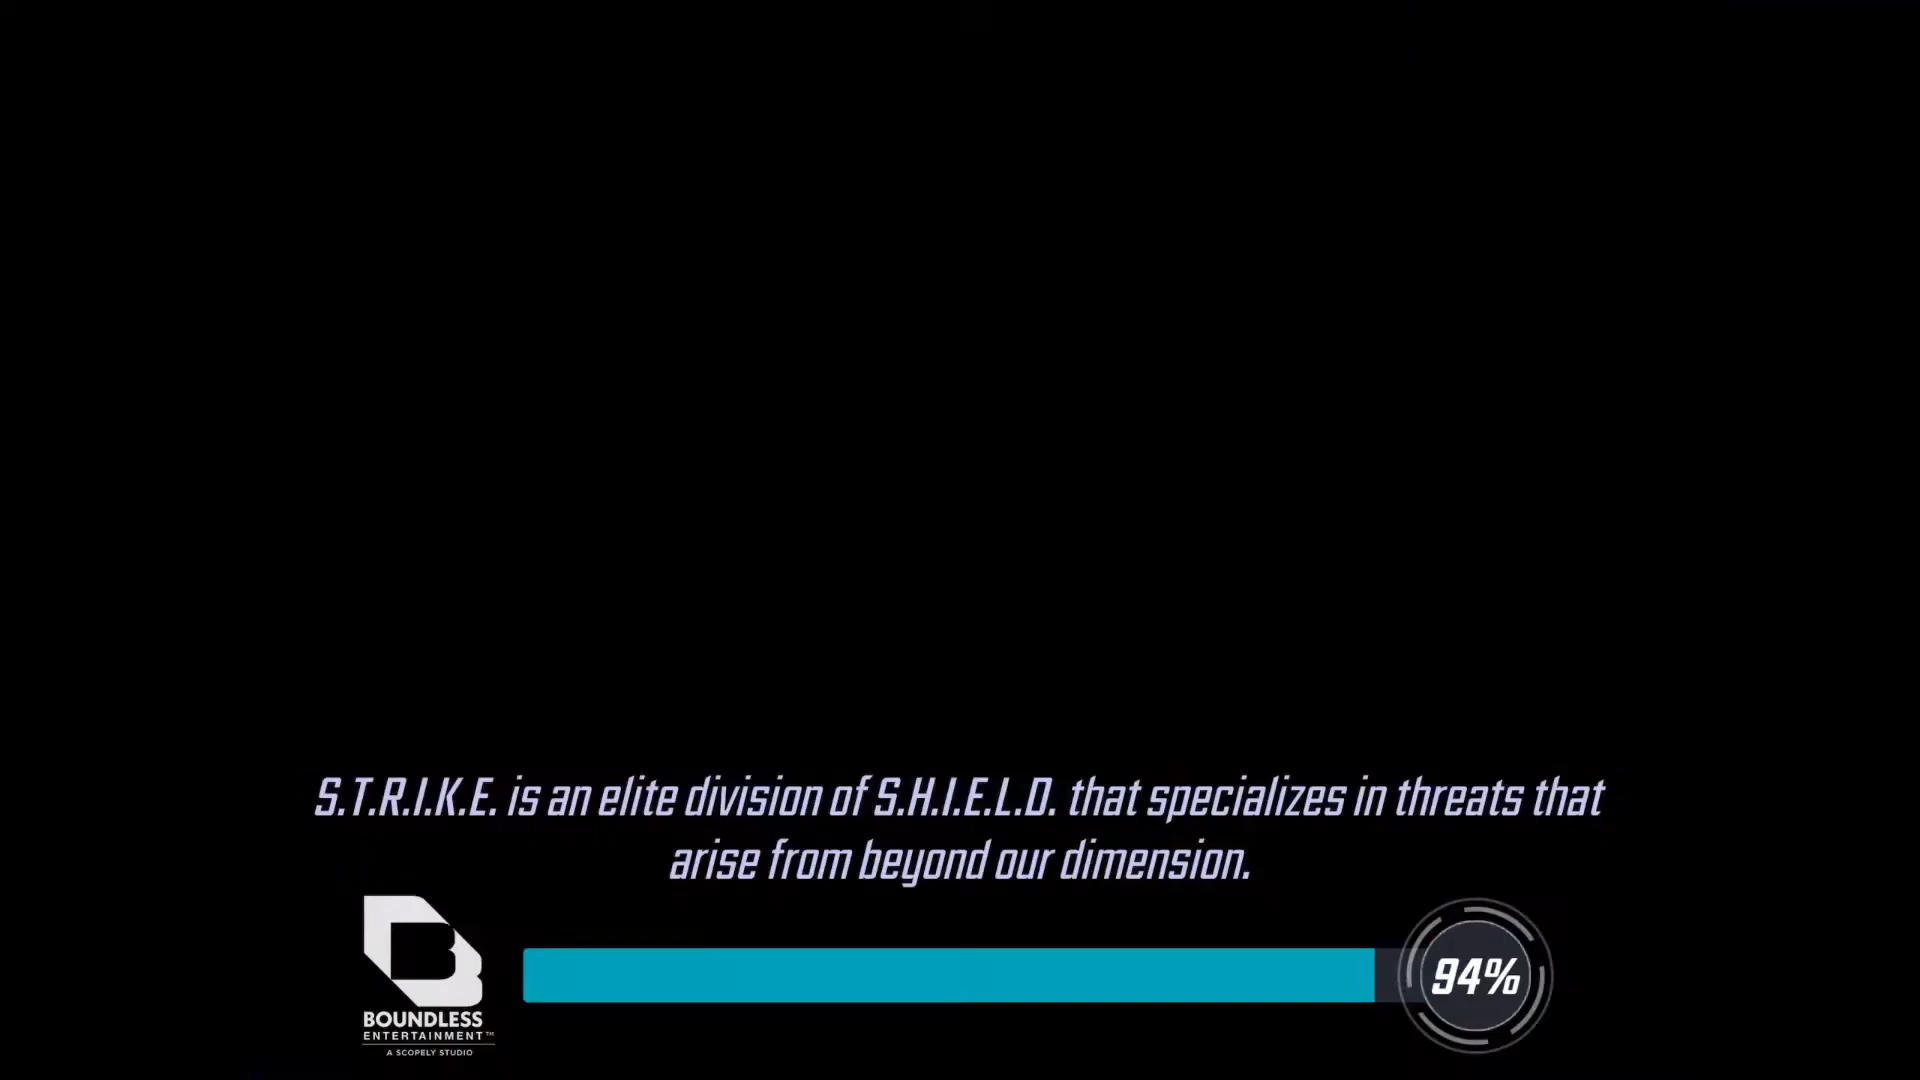 S.T.R.I.K.E. is an elite division of S.H.I.E.L.D. that specializes in threats that
arise from beyond our dimension.
94%
BOUNDLESS
ENTERTAINMENT™
A SCOPELY STUDIO